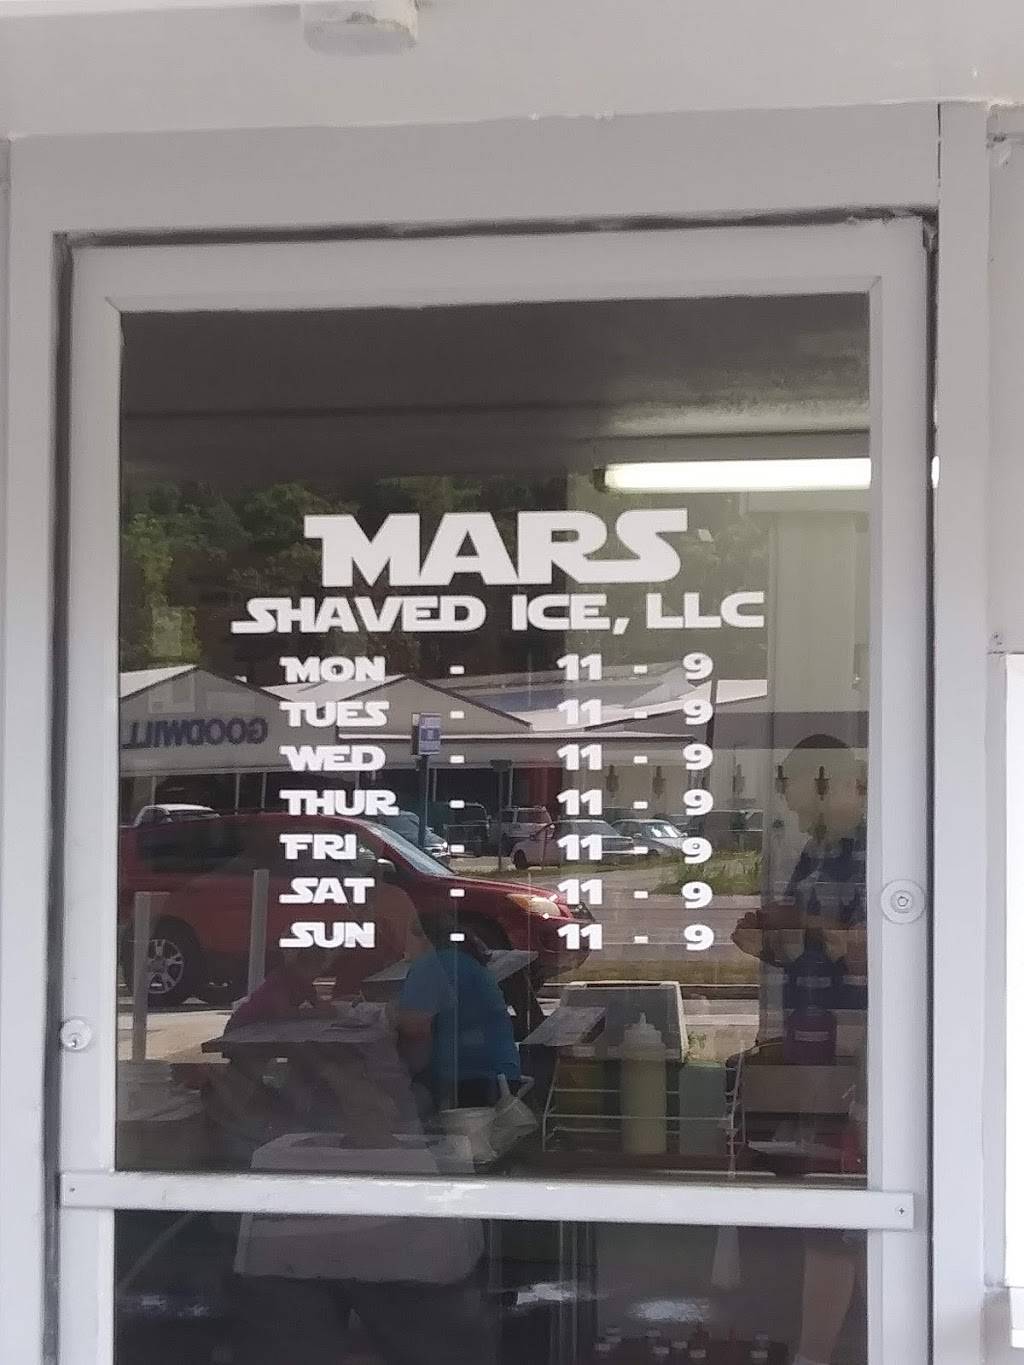 MARS
SHAVED ICE, LLC
MON - 11 - 9
TUES - 11 - 9
WED - 11 - 9
THUR - 11 - 9
FRI - 11 - 9
SAT - 11 - 9
SUN - 11 - 9
GOODWILL